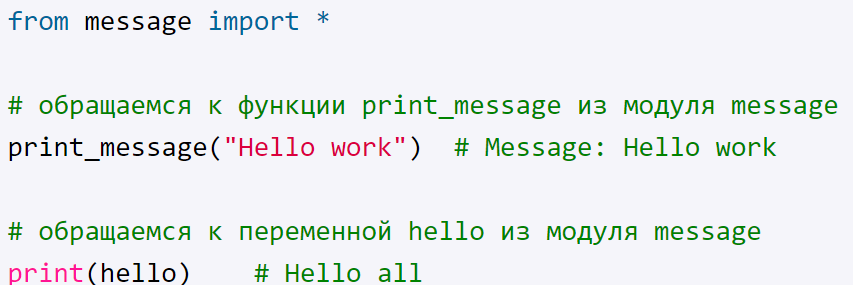 from message import *
# обращаемся к функции print_message из модуля message
print_message("Hello work")  # Message: Hello work
# обращаемся к переменной hello из модуля message
print(hello)    # Hello all